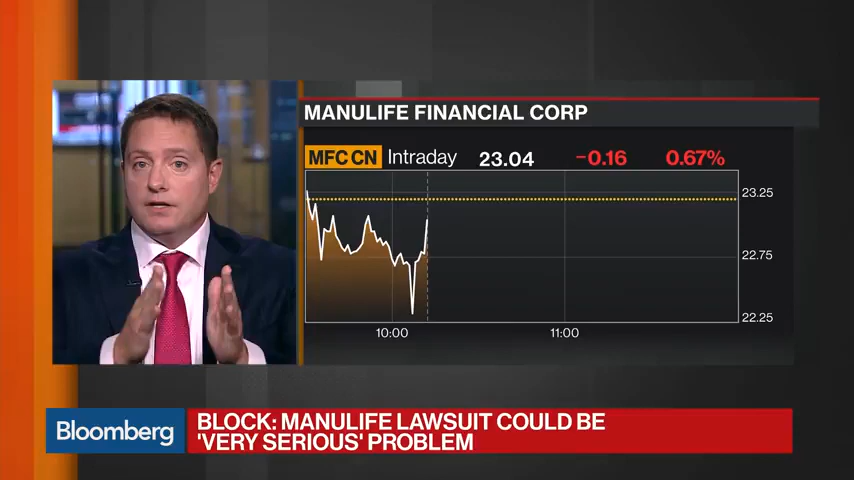 MANULIFE FINANCIAL CORP
MFC CN Intraday 23.04 -0.16 0.67%
23.25
22.75
22.25
10:00 11:00
Bloomberg
BLOCK: MANULIFE LAWSUIT COULD BE
'VERY SERIOUS' PROBLEM